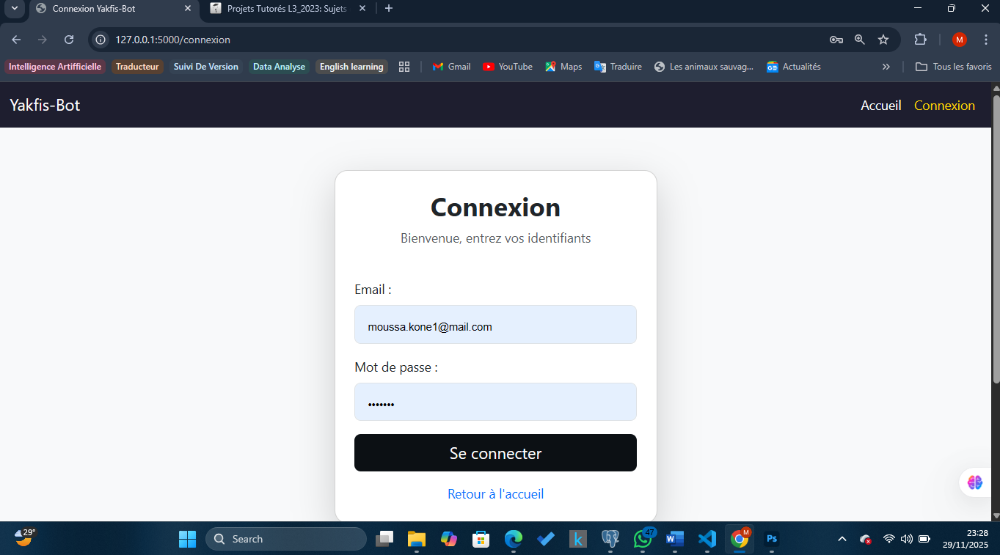 Connexion Yakfis-Bot
Projets Tutorés L3_2023: Sujets
127.0.0.1:5000/connexion
M
Intelligence Artifficielle Traducteur Suivi De Version Data Analyse English learning Gmail YouTube Maps Traduire Les animaux sauvag... Actualités » Tous les favoris
Yakfis-Bot Accueil Connexion
Connexion
Bienvenue, entrez vos identifiants
Email :
moussa.kone1@mail.com
Mot de passe :
•••••••
Se connecter
Retour à l'accueil
29°
Search
k
47
W
M
Ps
23:28
29/11/2025